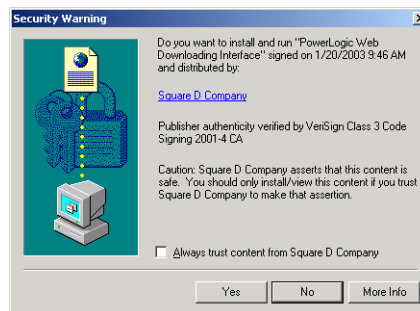 Security Warning
Do you want to install and run "PowerLogic Web
Downloading Interface" signed on 1/20/2003 9:46 AM
and distributed by:
Square D Company
Publisher authenticity verified by VeriSign Class 3 Code
Signing 2001-4 CA
Caution: Square D Company asserts that this content is
safe. You should only install/view this content if you trust
Square D Company to make that assertion.
Always trust content from Square D Company
Yes No More Info